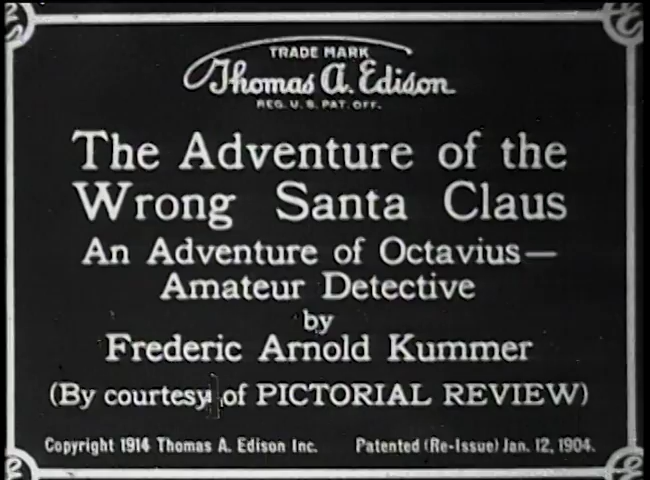 TRADE MARK
Thomas A. Edison
REG. U. S. PAT. OFF.
The Adventure of the
Wrong Santa Claus
An Adventure of Octavius—
Amateur Detective
by
Frederic Arnold Kummer
(By courtesy of PICTORIAL REVIEW)
Copyright 1914 Thomas A. Edison Inc. Patented (Re-Issue) Jan. 12, 1904.